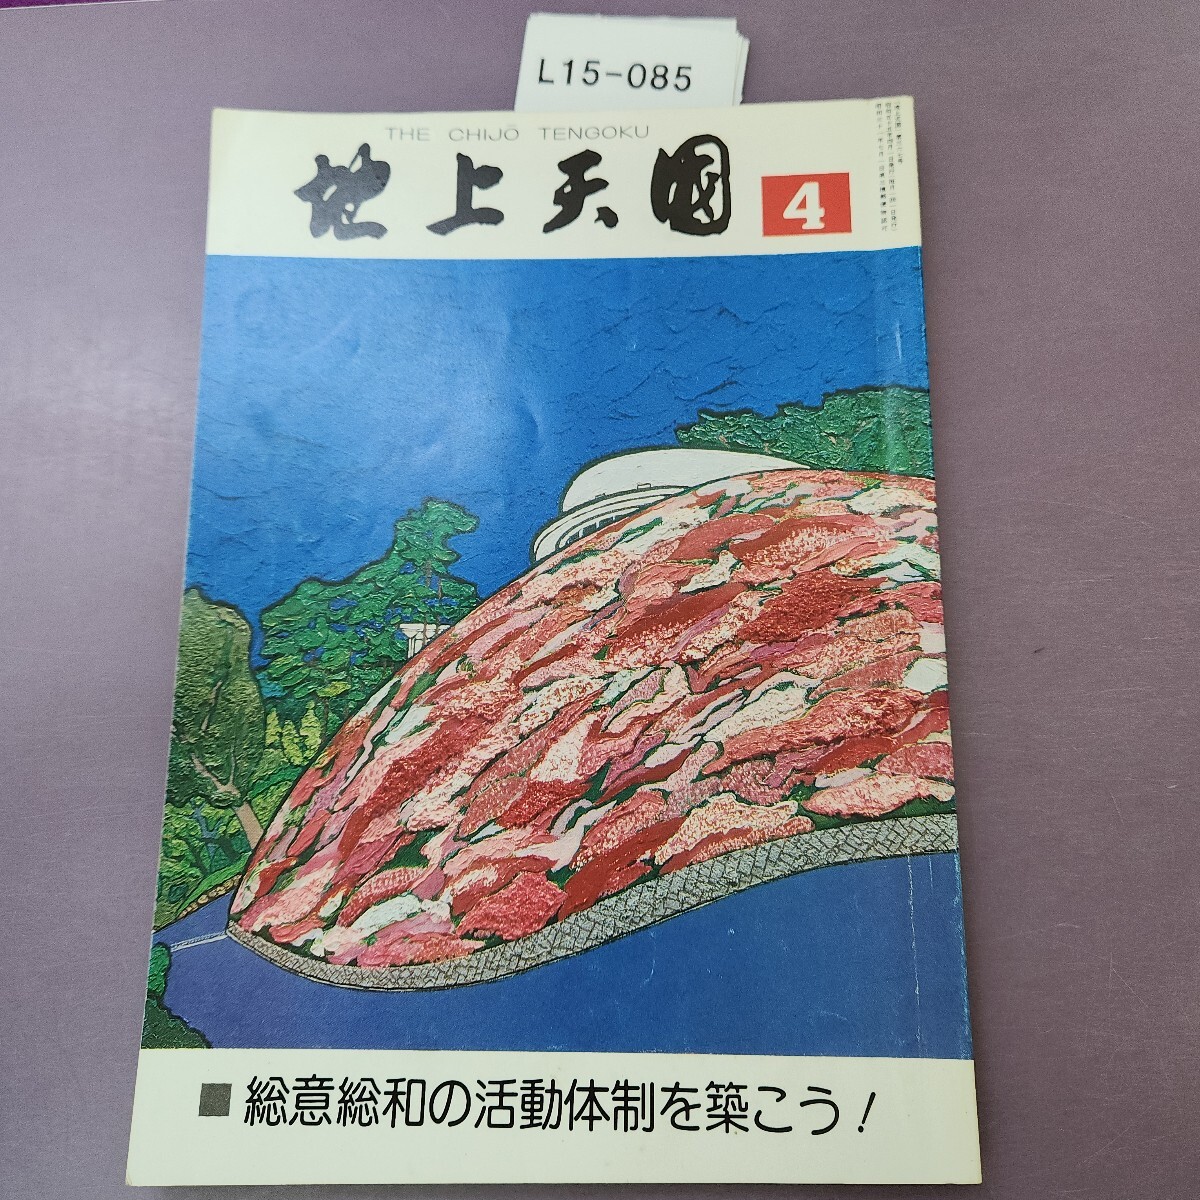 L15-085
THE CHIJŌ TENGOKU
地上天國
4
■総意総和の活動体制を築こう！